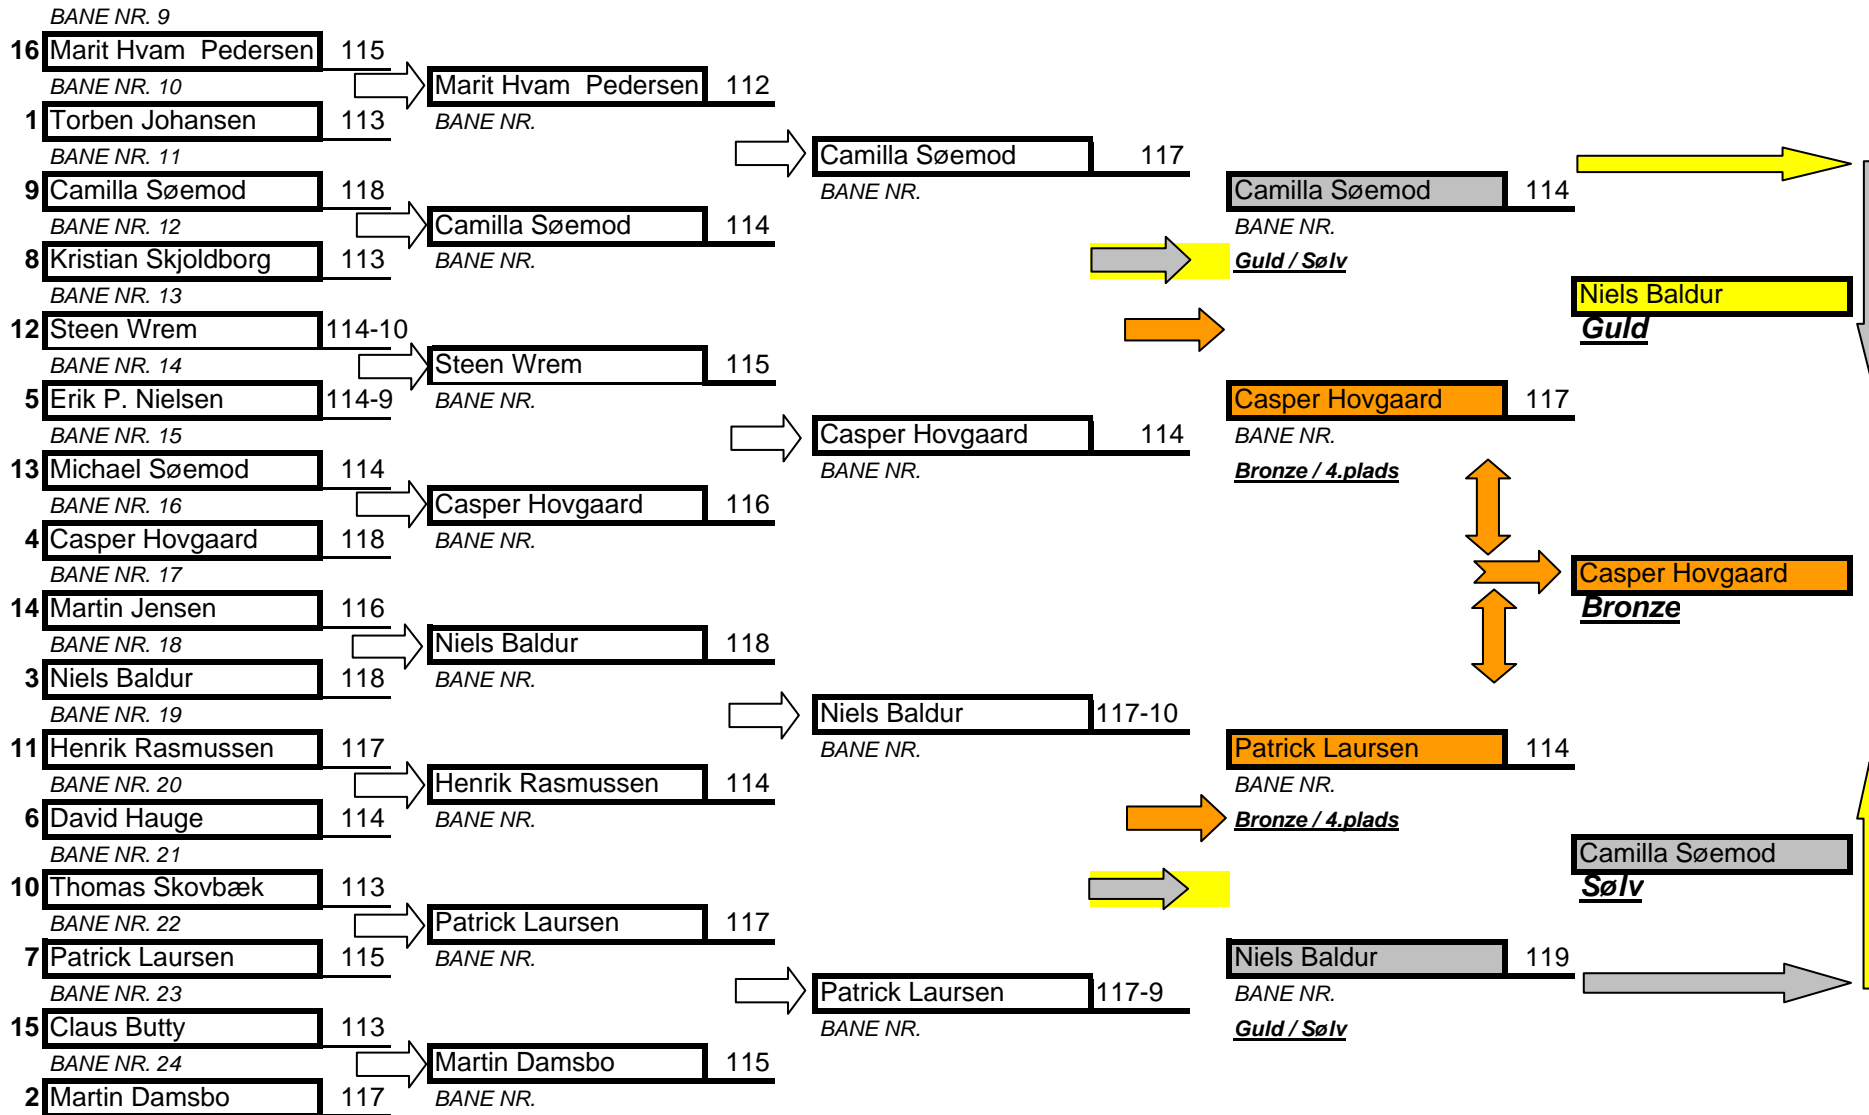 BANE NR. 9
16 Marit Hvam  Pedersen 115
BANE NR. 10
1 Torben Johansen 113
BANE NR. 11
9 Camilla Søemod 118
BANE NR. 12
8 Kristian Skjoldborg 113
BANE NR. 13
12 Steen Wrem 114-10
BANE NR. 14
5 Erik P. Nielsen 114-9
BANE NR. 15
13 Michael Søemod 114
BANE NR. 16
4 Casper Hovgaard 118
BANE NR. 17
14 Martin Jensen 116
BANE NR. 18
3 Niels Baldur 118
BANE NR. 19
11 Henrik Rasmussen 117
BANE NR. 20
6 David Hauge 114
BANE NR. 21
10 Thomas Skovbæk 113
BANE NR. 22
7 Patrick Laursen 115
BANE NR. 23
15 Claus Butty 113
BANE NR. 24
2 Martin Damsbo 117
Marit Hvam  Pedersen 112
BANE NR.
Camilla Søemod 114
BANE NR.
Steen Wrem 115
BANE NR.
Casper Hovgaard 116
BANE NR.
Niels Baldur 118
BANE NR.
Henrik Rasmussen 114
BANE NR.
Patrick Laursen 117
BANE NR.
Martin Damsbo 115
BANE NR.
Camilla Søemod 117
BANE NR.
Casper Hovgaard 114
BANE NR.
Niels Baldur 117-10
BANE NR.
Patrick Laursen 117-9
BANE NR.
Camilla Søemod 114
BANE NR.
Guld / Sølv
Casper Hovgaard 117
BANE NR.
Bronze / 4.plads
Patrick Laursen 114
BANE NR.
Bronze / 4.plads
Niels Baldur 119
BANE NR.
Guld / Sølv
Niels Baldur
Guld
Casper Hovgaard
Bronze
Camilla Søemod
Sølv